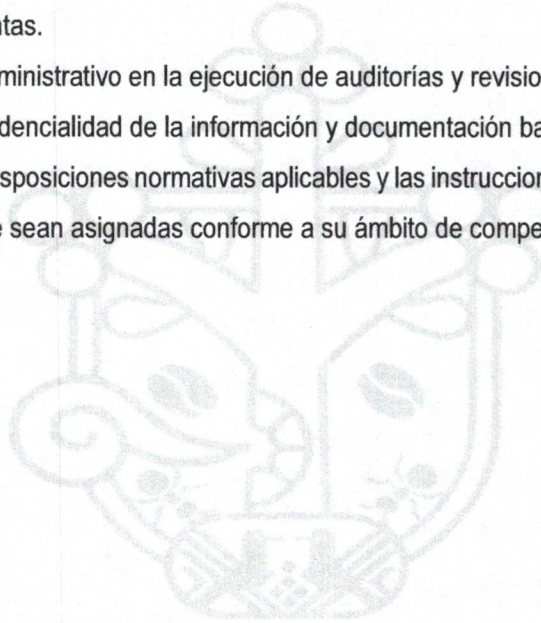 ntas.
ministrativo en la ejecución de auditorías y revisio
dencialidad de la información y documentación ba
isposiciones normativas aplicables y las instruccion
e sean asignadas conforme a su ámbito de compe